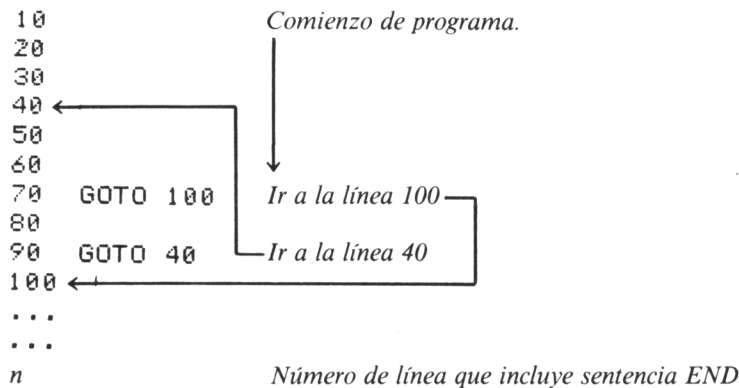 10 Comienzo de programa.
20
30
40
50
60
70 GOTO 100 Ir a la línea 100
80
90 GOTO 40 Ir a la línea 40
100
...
...
n Número de línea que incluye sentencia END